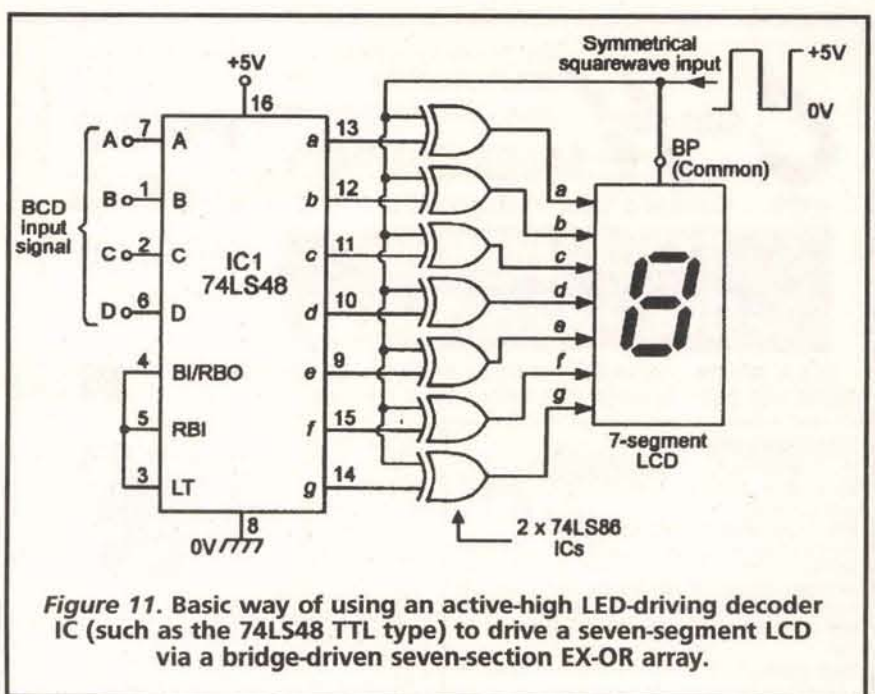 Symmetrical
squarewave input
+5V
0V
+5V
16
BP
(Common)
BCD
input
signal
A 7 A
B 1 B
C 2 C
D 6 D
4 BI/RBO
5 RBI
3 LT
IC1
74LS48
a 13
b 12
c 11
d 10
e 9
f 15
g 14
8
0V
a
b
c
d
e
f
g
7-segment
LCD
2 x 74LS86
ICs
Figure 11. Basic way of using an active-high LED-driving decoder
IC (such as the 74LS48 TTL type) to drive a seven-segment LCD
via a bridge-driven seven-section EX-OR array.